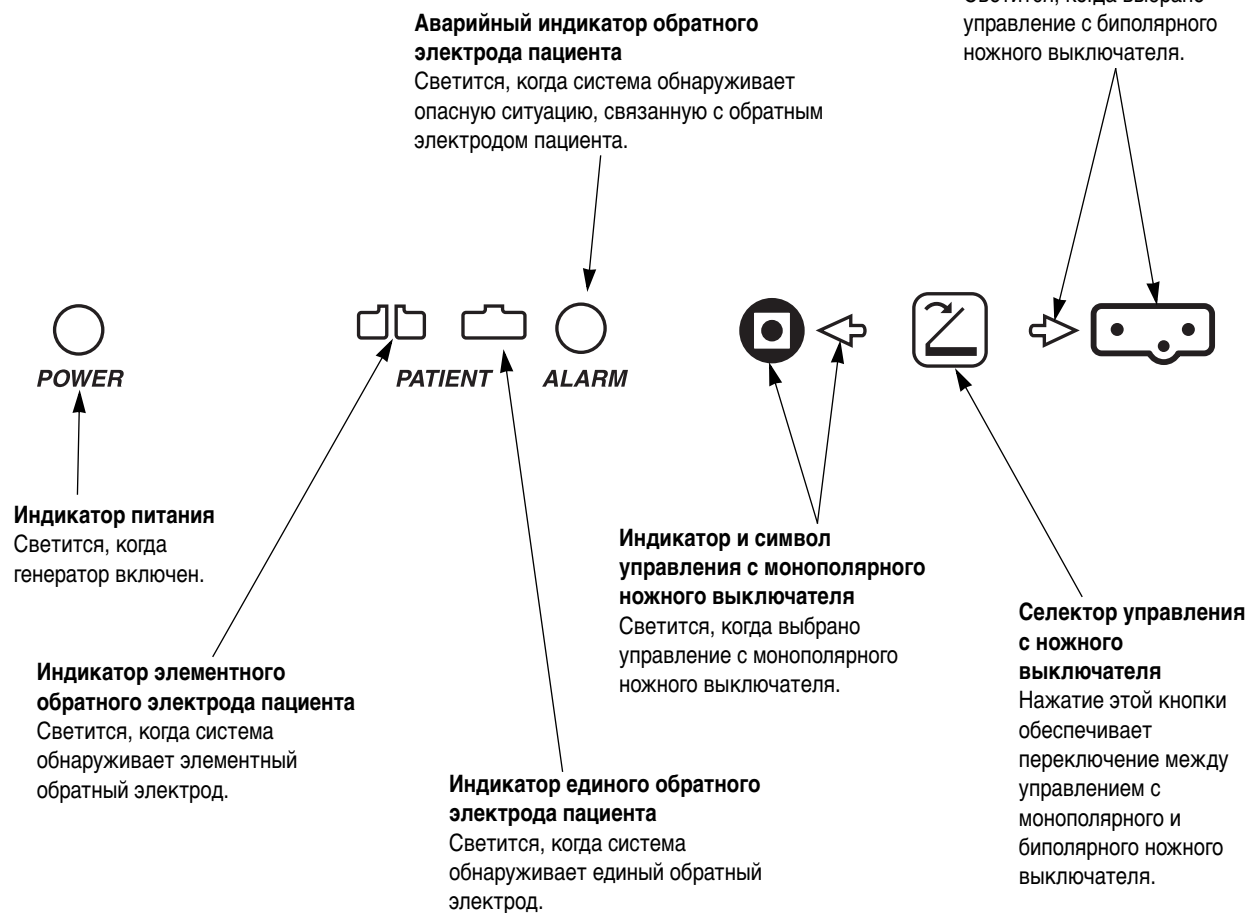 Аварийный индикатор обратного
электрода пациента
Светится, когда система обнаруживает
опасную ситуацию, связанную с обратным
электродом пациента.
Светится, когда выбрано
управление с биполярного
ножного выключателя.
POWER
PATIENT
ALARM
Индикатор питания
Светится, когда
генератор включен.
Индикатор элементного
обратного электрода пациента
Светится, когда система
обнаруживает элементный
обратный электрод.
Индикатор единого обратного
электрода пациента
Светится, когда система
обнаруживает единый обратный
электрод.
Индикатор и символ
управления с монополярного
ножного выключателя
Светится, когда выбрано
управление с монополярного
ножного выключателя.
Селектор управления
с ножного
выключателя
Нажатие этой кнопки
обеспечивает
переключение между
управлением с
монополярного и
биполярного ножного
выключателя.